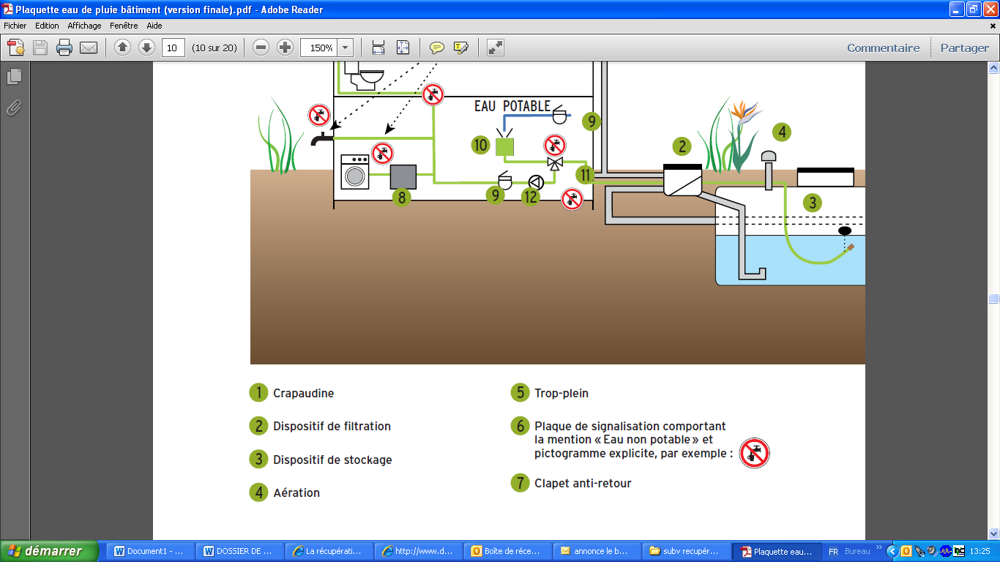 Plaquette eau de pluie bâtiment (version finale).pdf - Adobe Reader
Fichier Edition Affichage Fenêtre Aide
10 (10 sur 20) 150% Commentaire Partager
EAU POTABLE
9
10
2
4
11
9
12
8
3
1 Crapaudine
2 Dispositif de filtration
3 Dispositif de stockage
4 Aération
5 Trop-plein
6 Plaque de signalisation comportant
la mention « Eau non potable » et
pictogramme explicite, par exemple :
7 Clapet anti-retour
démarrer Document1 - ... DOSSIER DE ... La récupérati... http://www.d... Boîte de réce... annonce le b... subv recupér... Plaquette eau... FR Bureau 13:25